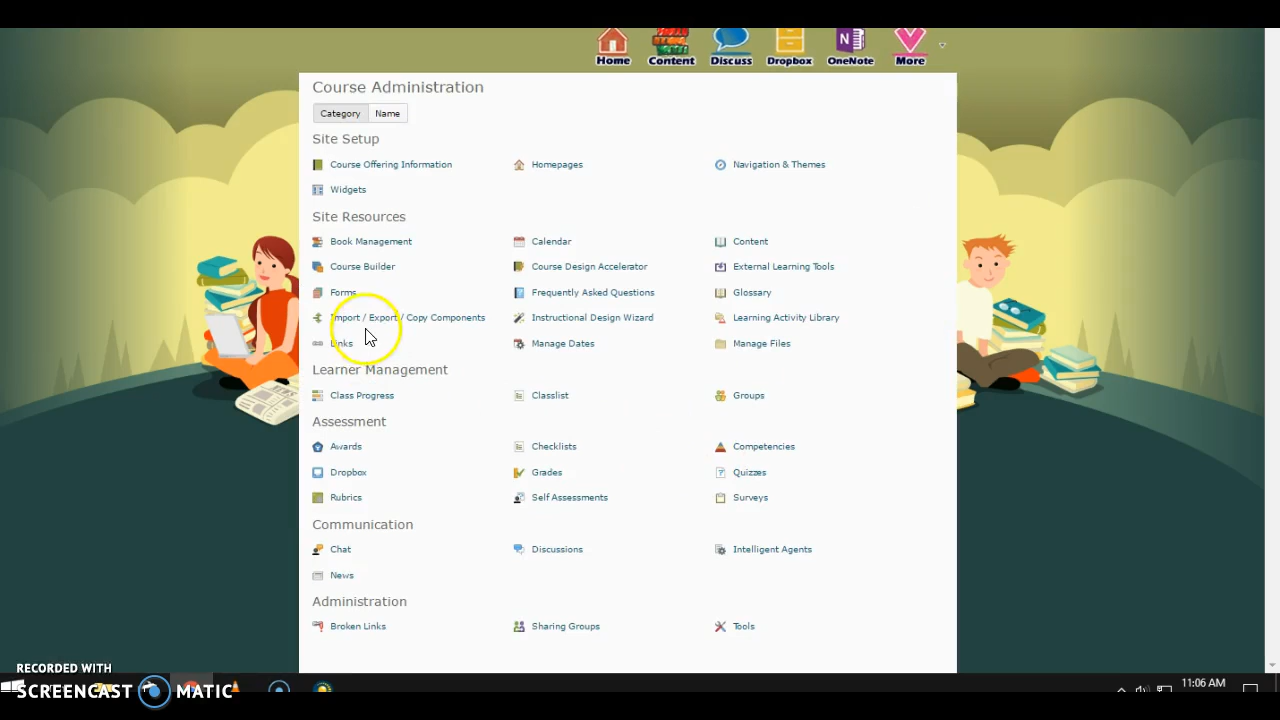 Home Content Discuss Dropbox OneNote More
Course Administration
Category Name
Site Setup
Course Offering Information Homepages Navigation & Themes
Widgets
Site Resources
Book Management Calendar Content
Course Builder Course Design Accelerator External Learning Tools
Forms Frequently Asked Questions Glossary
Import / Export / Copy Components Instructional Design Wizard Learning Activity Library
Links Manage Dates Manage Files
Learner Management
Class Progress Classlist Groups
Assessment
Awards Checklists Competencies
Dropbox Grades Quizzes
Rubrics Self Assessments Surveys
Communication
Chat Discussions Intelligent Agents
News
Administration
Broken Links Sharing Groups Tools
RECORDED WITH
SCREENCAST MATIC
11:06 AM